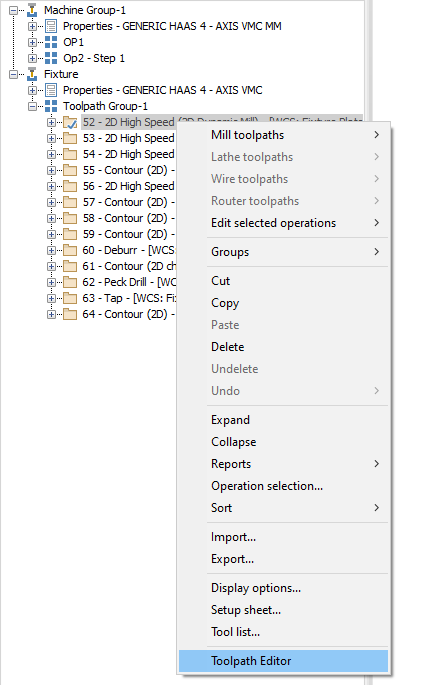 Machine Group-1
Properties - GENERIC HAAS 4 - AXIS VMC MM
OP1
Op2 - Step 1
Fixture
Properties - GENERIC HAAS 4 - AXIS VMC
Toolpath Group-1
52 - 2D High Speed (2D Dynamic Mill) - [WCS: Fixture Plate
53 - 2D High Speed
54 - 2D High Speed
55 - Contour (2D) -
56 - 2D High Speed
57 - Contour (2D) -
58 - Contour (2D) -
59 - Contour (2D) -
60 - Deburr - [WCS:
61 - Contour (2D ch
62 - Peck Drill - [WC
63 - Tap - [WCS: Fi
64 - Contour (2D) -
Mill toolpaths
Lathe toolpaths
Wire toolpaths
Router toolpaths
Edit selected operations
Groups
Cut
Copy
Paste
Delete
Undelete
Undo
Expand
Collapse
Reports
Operation selection...
Sort
Import...
Export...
Display options...
Setup sheet...
Tool list...
Toolpath Editor